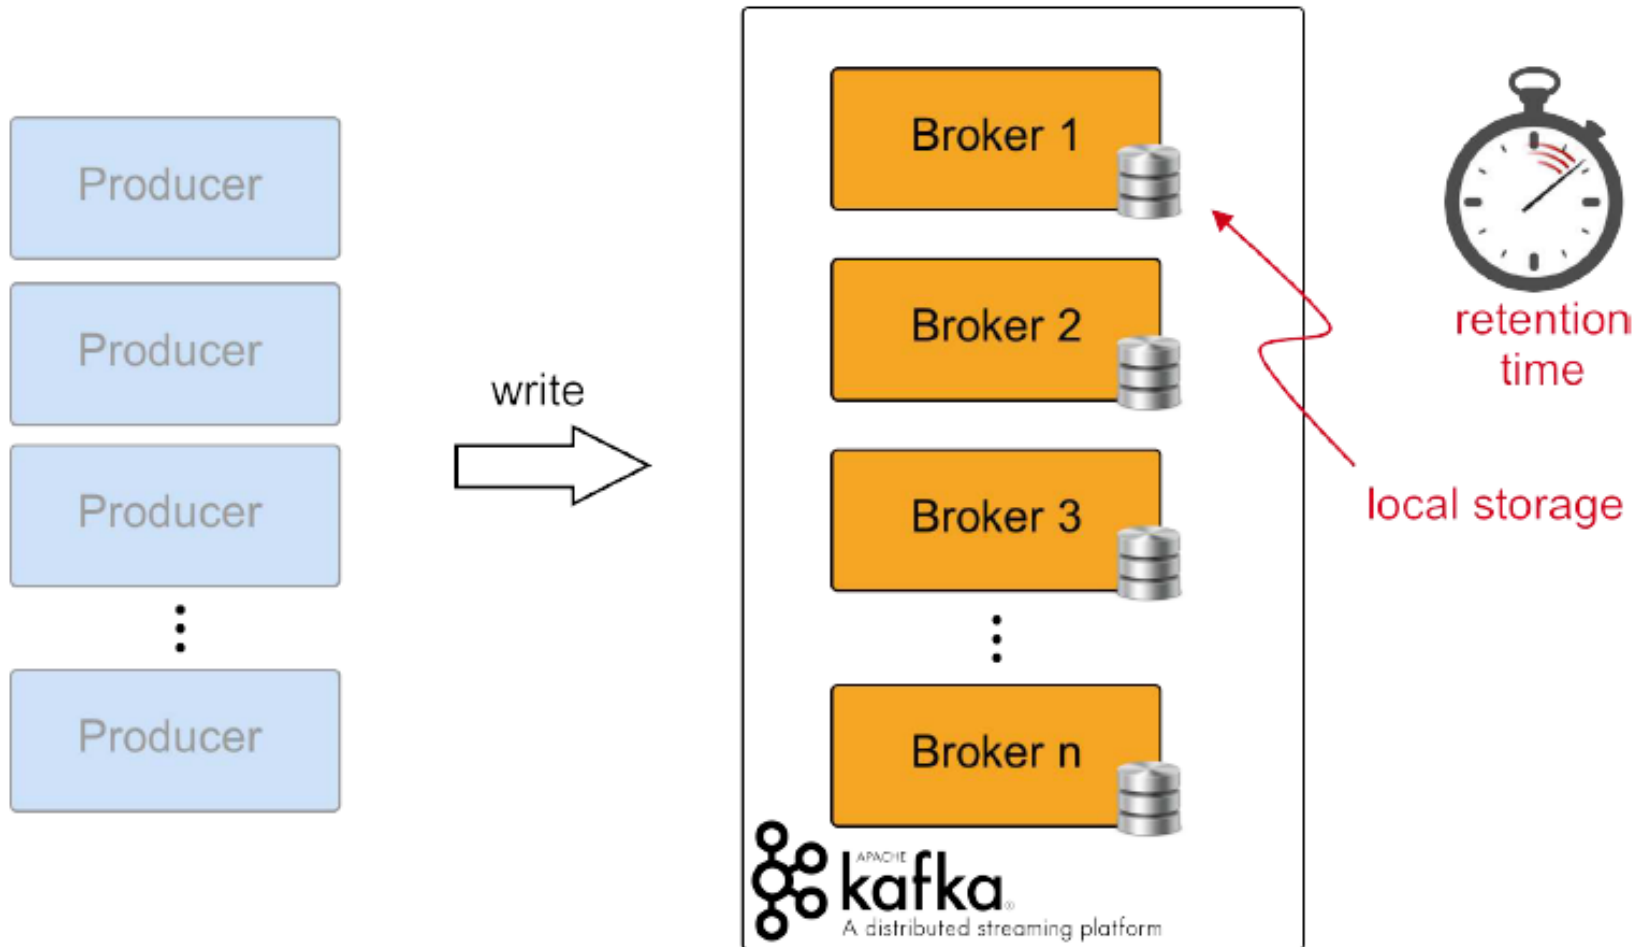 Producer
Producer
Producer
Producer
write
Broker 1
Broker 2
Broker 3
Broker n
APACHE
kafka®
A distributed streaming platform
retention
time
local storage